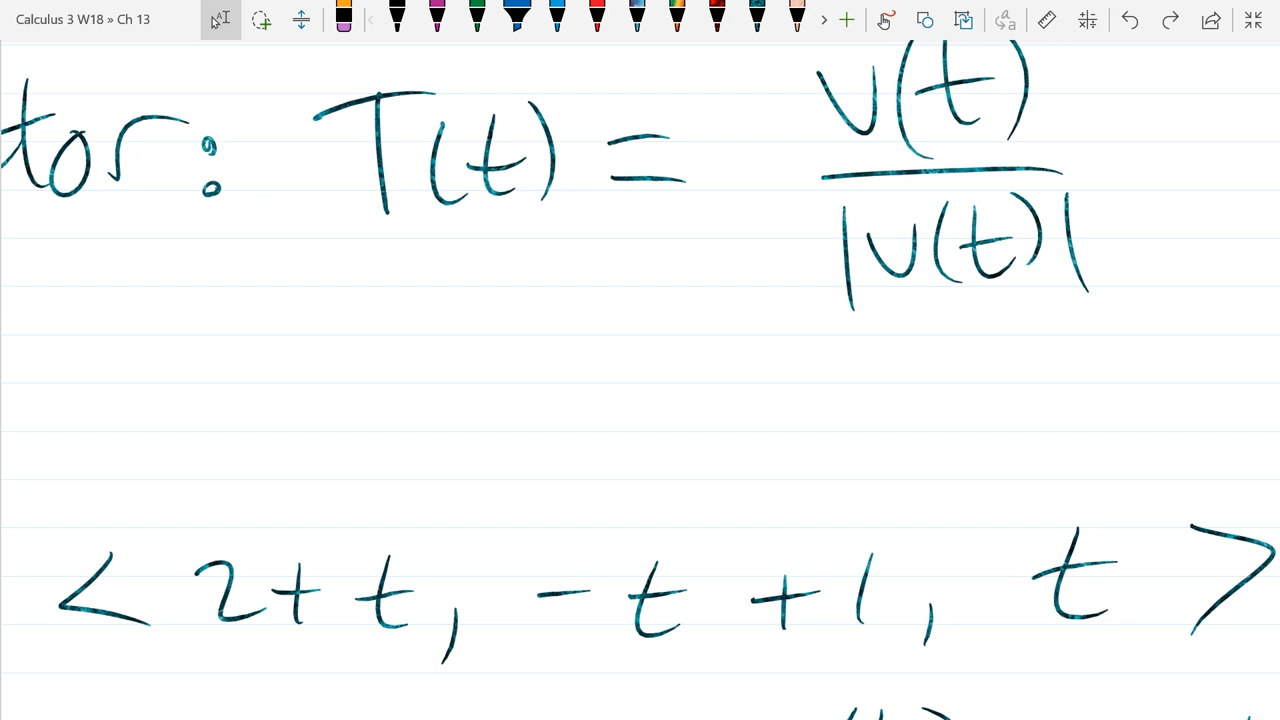 Calculus 3 W18 » Ch 13
tor: T(t) = v(t) / |v(t)|
< 2 + t, - t + 1, t >